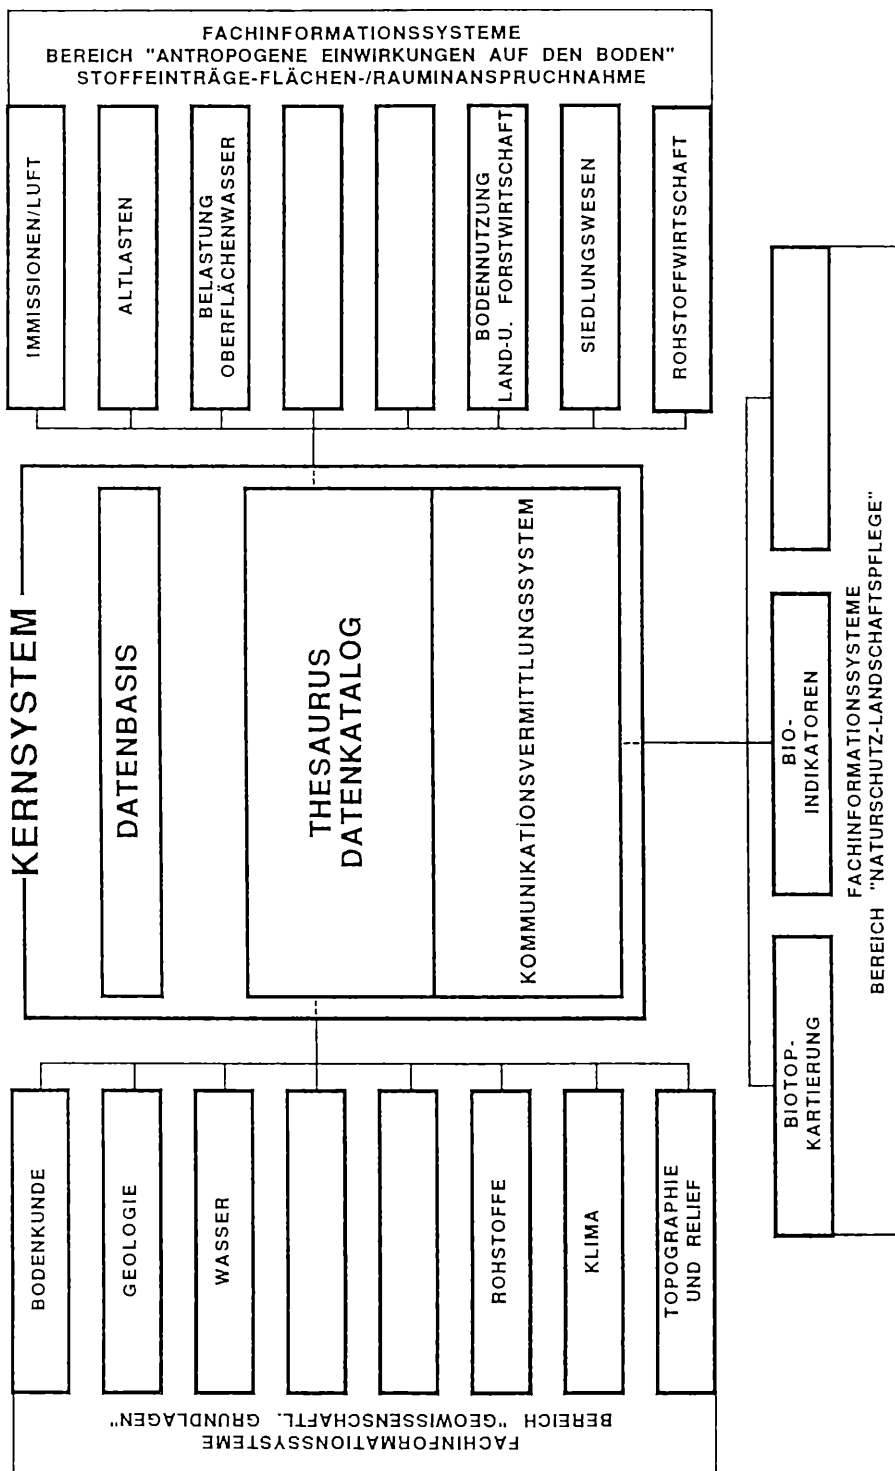 FACHINFORMATIONSSYSTEME
BEREICH "ANTROPOGENE EINWIRKUNGEN AUF DEN BODEN"
STOFFEINTRÄGE-FLÄCHEN-/RAUMINANSPRUCHNAHME
IMMISSIONEN/LUFT
ALTLASTEN
BELASTUNG
OBERFLÄCHENWASSER
BODENNUTZUNG
LAND-U. FORSTWIRTSCHAFT
SIEDLUNGSWESEN
ROHSTOFFWIRTSCHAFT
KERNSYSTEM
DATENBASIS
THESAURUS
DATENKATALOG
KOMMUNIKATIONSVERMITTLUNGSSYSTEM
FACHINFORMATIONSSYSTEME
BEREICH "GEOWISSENSCHAFTL. GRUNDLAGEN"
BODENKUNDE
GEOLOGIE
WASSER
ROHSTOFFE
KLIMA
TOPOGRAPHIE
UND RELIEF
BIOTOP-
KARTIERUNG
BIO-
INDIKATOREN
FACHINFORMATIONSSYSTEME
BEREICH "NATURSCHUTZ-LANDSCHAFTSPFLEGE"